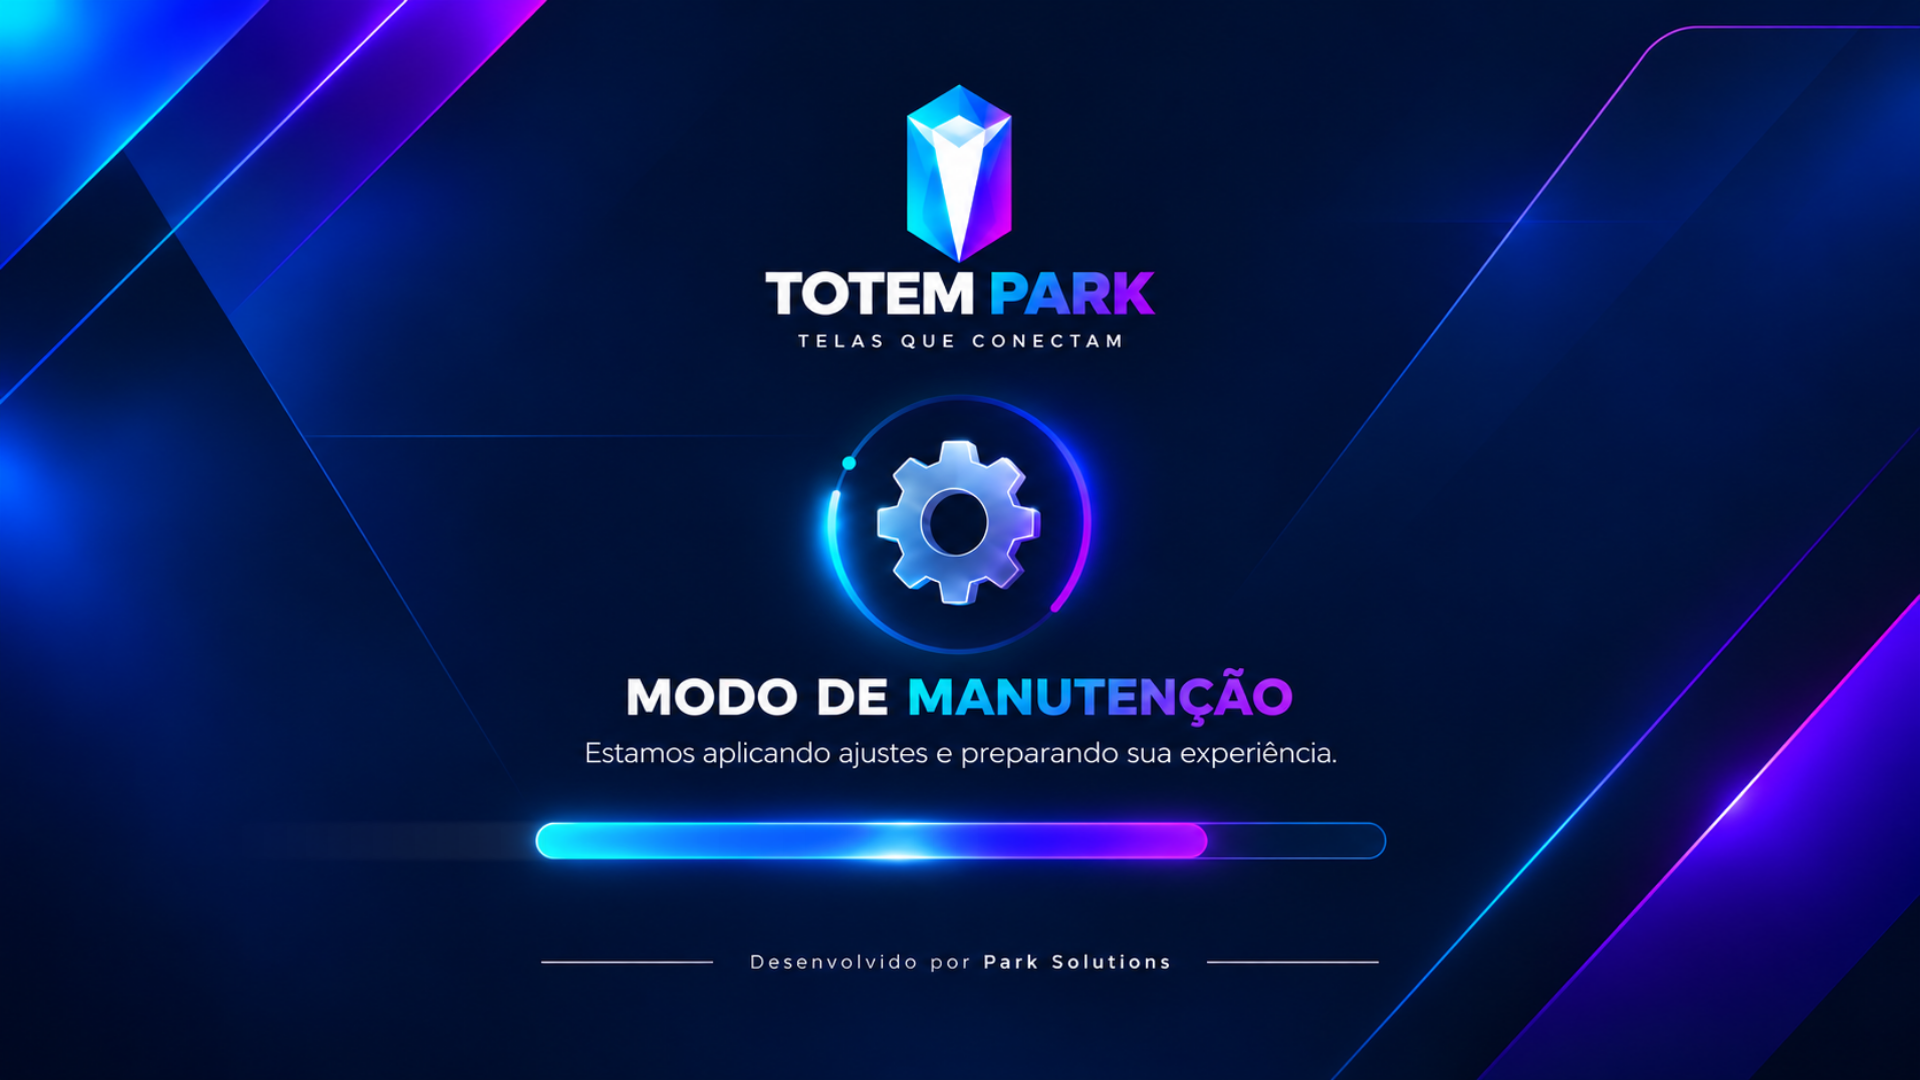 TOTEM PARK
TELAS QUE CONECTAM
MODO DE MANUTENÇÃO
Estamos aplicando ajustes e preparando sua experiência.
Desenvolvido por Park Solutions